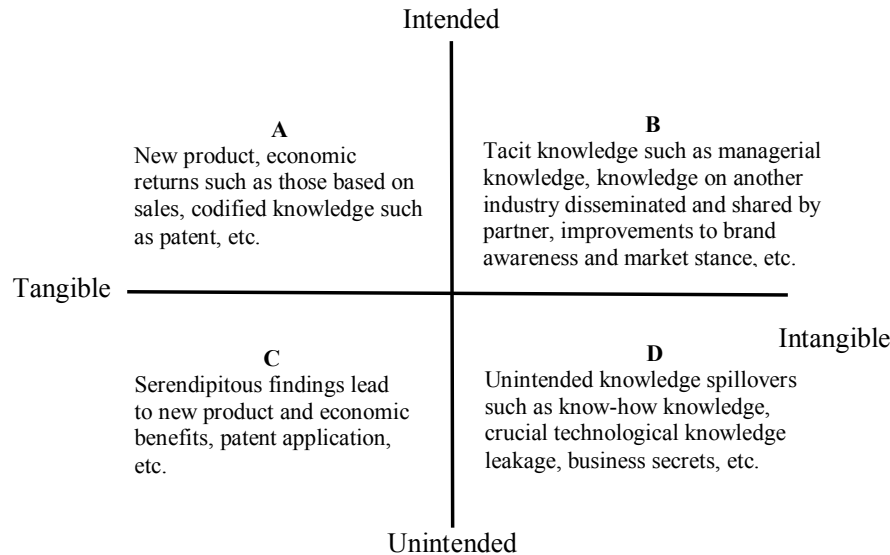 Intended
A
New product, economic
returns such as those based on
sales, codified knowledge such
as patent, etc.
B
Tacit knowledge such as managerial
knowledge, knowledge on another
industry disseminated and shared by
partner, improvements to brand
awareness and market stance, etc.
Tangible
Intangible
C
Serendipitous findings lead
to new product and economic
benefits, patent application,
etc.
D
Unintended knowledge spillovers
such as know-how knowledge,
crucial technological knowledge
leakage, business secrets, etc.
Unintended